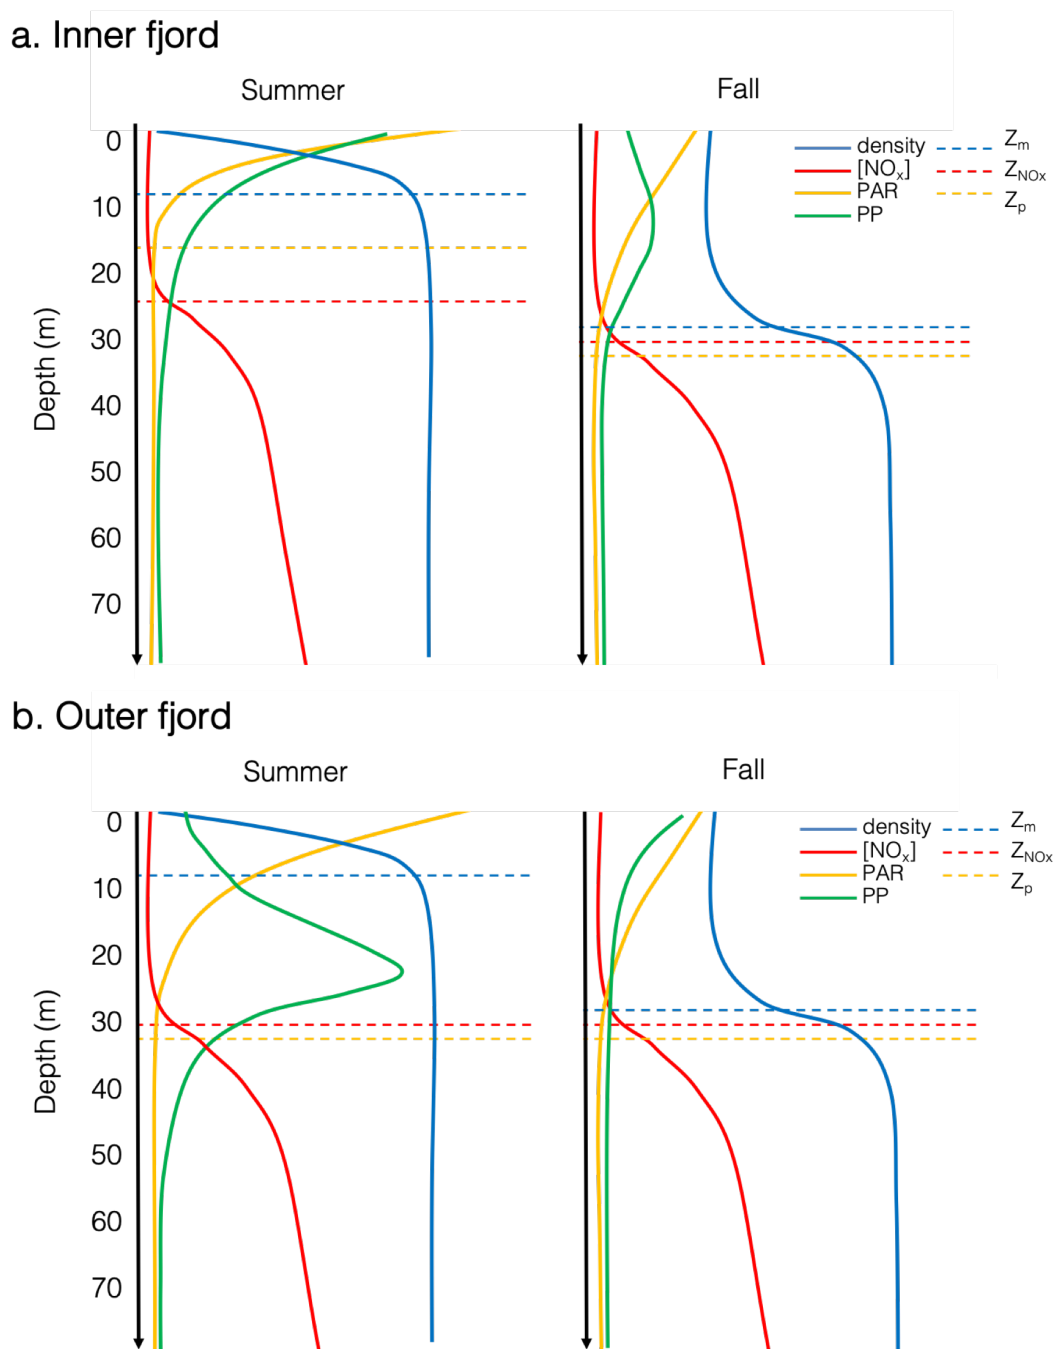 a. Inner fjord
Summer
Fall
0
10
20
30
40
50
60
70
Depth (m)
density
[NOx]
PAR
PP
Zm
ZNOx
Zp
b. Outer fjord
Summer
Fall
0
10
20
30
40
50
60
70
Depth (m)
density
[NOx]
PAR
PP
Zm
ZNOx
Zp